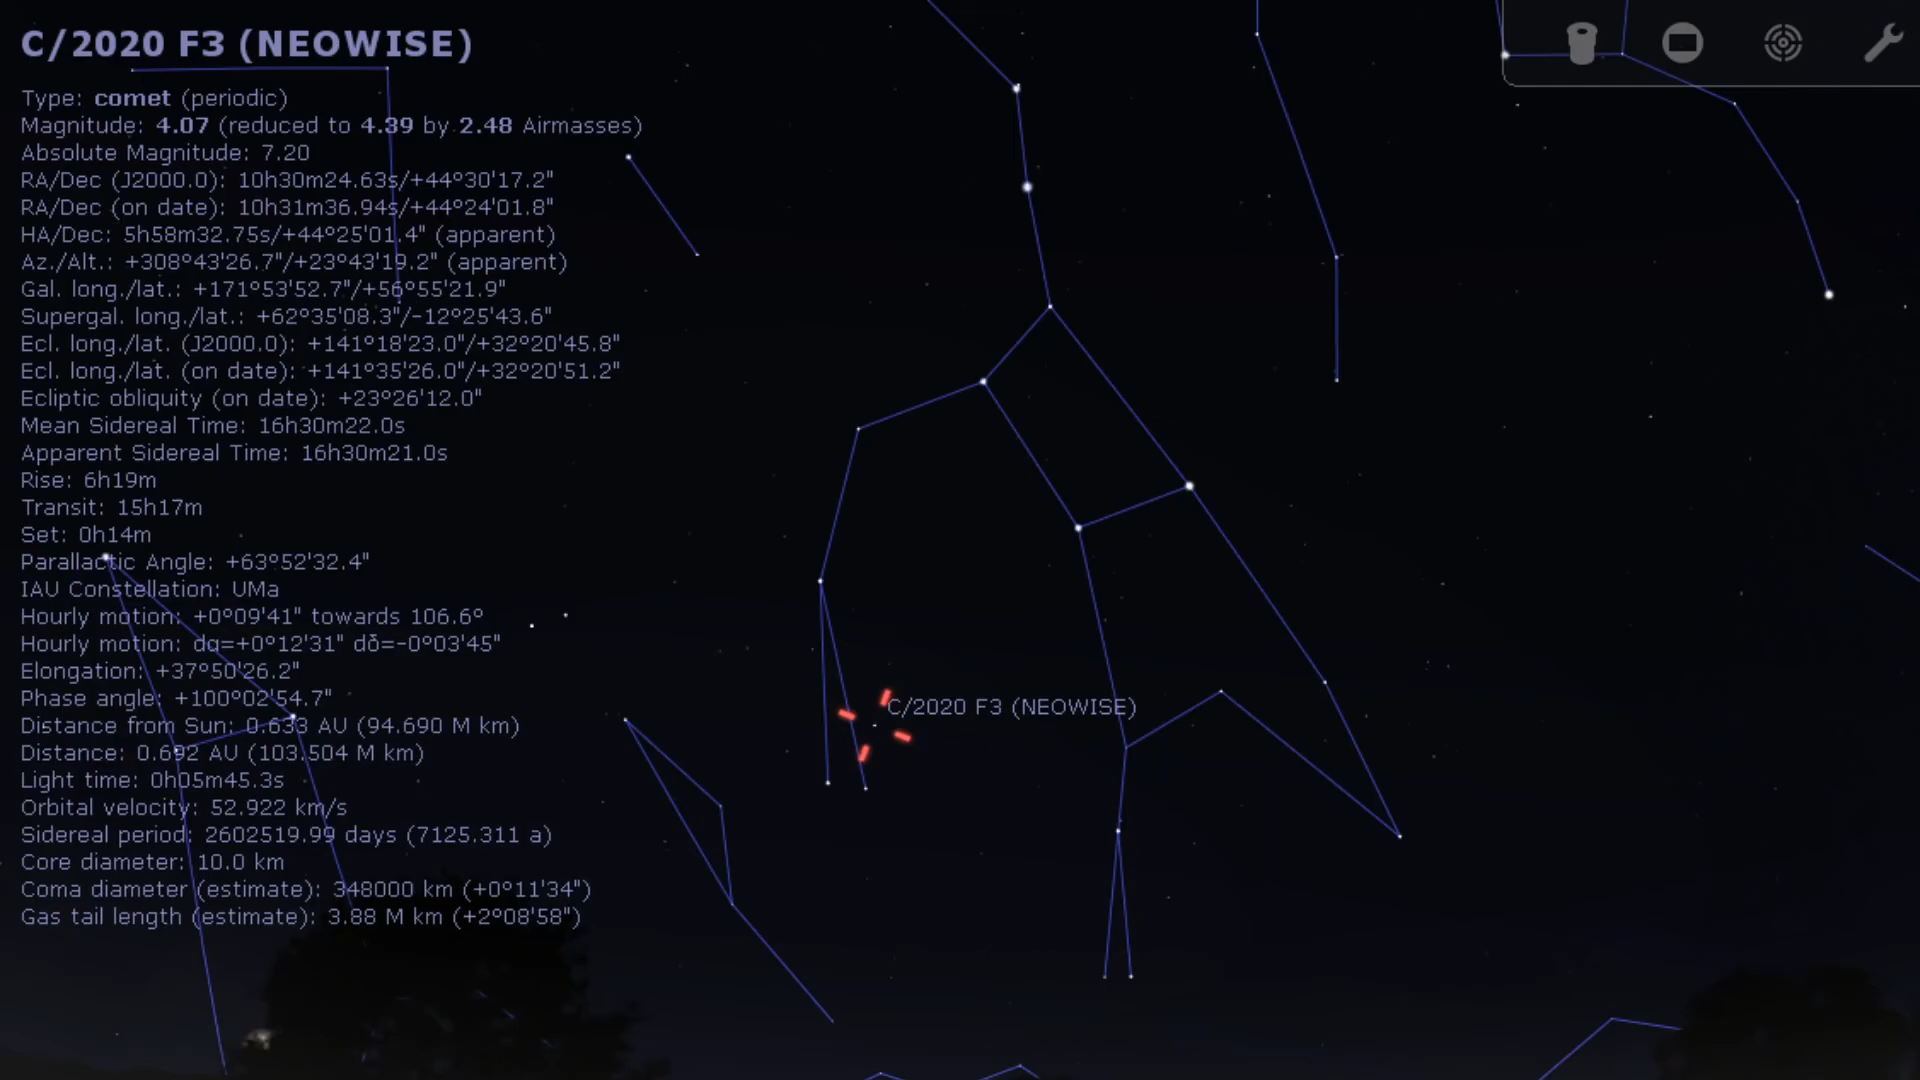 C/2020 F3 (NEOWISE)
Type: comet (periodic)
Magnitude: 4.07 (reduced to 4.39 by 2.48 Airmasses)
Absolute Magnitude: 7.20
RA/Dec (J2000.0): 10h30m24.63s/+44°30'17.2"
RA/Dec (on date): 10h31m36.94s/+44°24'01.8"
HA/Dec: 5h58m32.75s/+44°25'01.4" (apparent)
Az./Alt.: +308°43'26.7"/+23°43'19.2" (apparent)
Gal. long./lat.: +171°53'52.7"/+56°55'21.9"
Supergal. long./lat.: +62°35'08.3"/-12°25'43.6"
Ecl. long./lat. (J2000.0): +141°18'23.0"/+32°20'45.8"
Ecl. long./lat. (on date): +141°35'26.0"/+32°20'51.2"
Ecliptic obliquity (on date): +23°26'12.0"
Mean Sidereal Time: 16h30m22.0s
Apparent Sidereal Time: 16h30m21.0s
Rise: 6h19m
Transit: 15h17m
Set: 0h14m
Parallactic Angle: +63°52'32.4"
IAU Constellation: UMa
Hourly motion: +0°09'41" towards 106.6°
Hourly motion: dα=+0°12'31" dδ=-0°03'45"
Elongation: +37°50'26.2"
Phase angle: +100°02'54.7"
Distance from Sun: 0.633 AU (94.690 M km)
Distance: 0.692 AU (103.504 M km)
Light time: 0h05m45.3s
Orbital velocity: 52.922 km/s
Sidereal period: 2602519.99 days (7125.311 a)
Core diameter: 10.0 km
Coma diameter (estimate): 348000 km (+0°11'34")
Gas tail length (estimate): 3.88 M km (+2°08'58")
C/2020 F3 (NEOWISE)